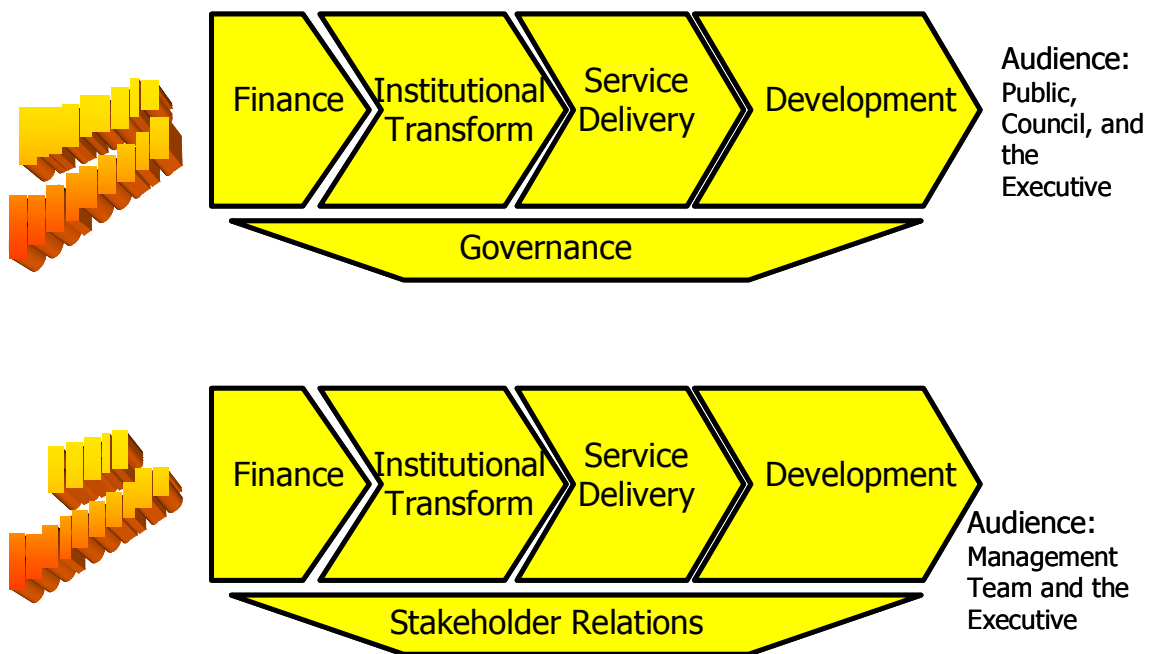 Finance
Institutional
Transform
Service
Delivery
Development
Audience:
Public,
Council, and
the
Executive
Governance
Finance
Institutional
Transform
Service
Delivery
Development
Audience:
Management
Team and the
Executive
Stakeholder Relations